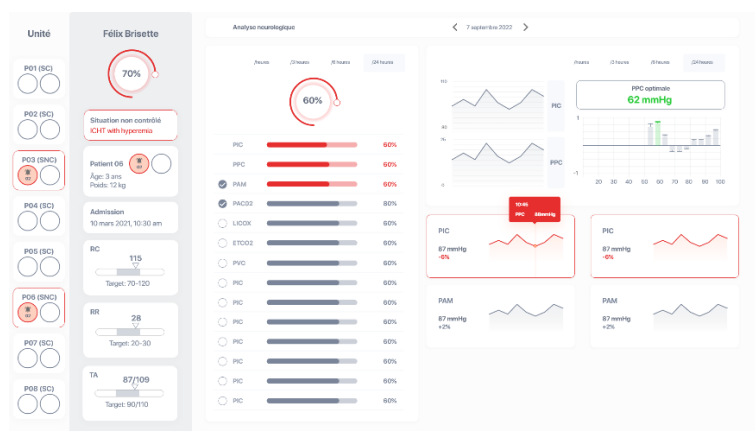 Unité
P01 (SC)
P02 (SC)
P03 (SNC)
P04 (SC)
P05 (SC)
P06 (SNC)
P07 (SC)
P08 (SC)
Félix Brisette
70%
Situation non contrôlé
ICHT with hyperemia
Patient 06
Âge: 3 ans
Poids: 12 kg
Admission
10 mars 2021, 10:30 am
RC
115
Target: 70-120
RR
28
Target: 20-30
TA
87/109
Target: 90/110
Analyse neurologique
7 septembre 2022
/24 heures
60%
PIC 60%
PPC 60%
PAM 60%
PACO2 80%
LICOX 60%
ETCO2 60%
PVC 60%
PIC 60%
PIC 60%
PIC 60%
PIC 60%
PIC 60%
PIC 60%
PIC 60%
/24 heures
PIC
PPC
PPC optimale
62 mmHg
1
-1
20 30 40 50 60 70 80 90 100
10:45
PPC 68mmHg
PIC
87 mmHg
-6%
PIC
87 mmHg
-6%
PAM
87 mmHg
+2%
PAM
87 mmHg
+2%